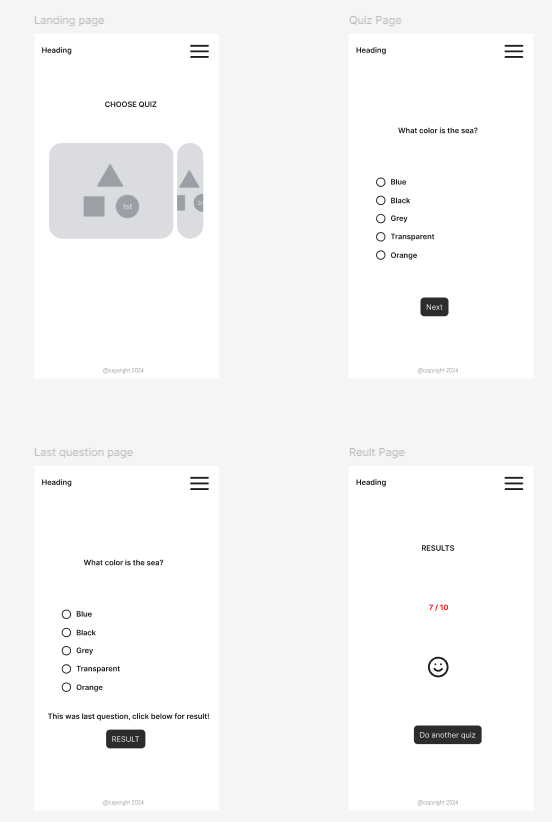 Landing page
Heading
CHOOSE QUIZ
1st
@copyright 2024
Quiz Page
Heading
What color is the sea?
Blue
Black
Grey
Transparent
Orange
Next
@copyright 2024
Last question page
Heading
What color is the sea?
Blue
Black
Grey
Transparent
Orange
This was last question, click below for result!
RESULT
@copyright 2024
Reult Page
Heading
RESULTS
7 / 10
Do another quiz
@copyright 2024